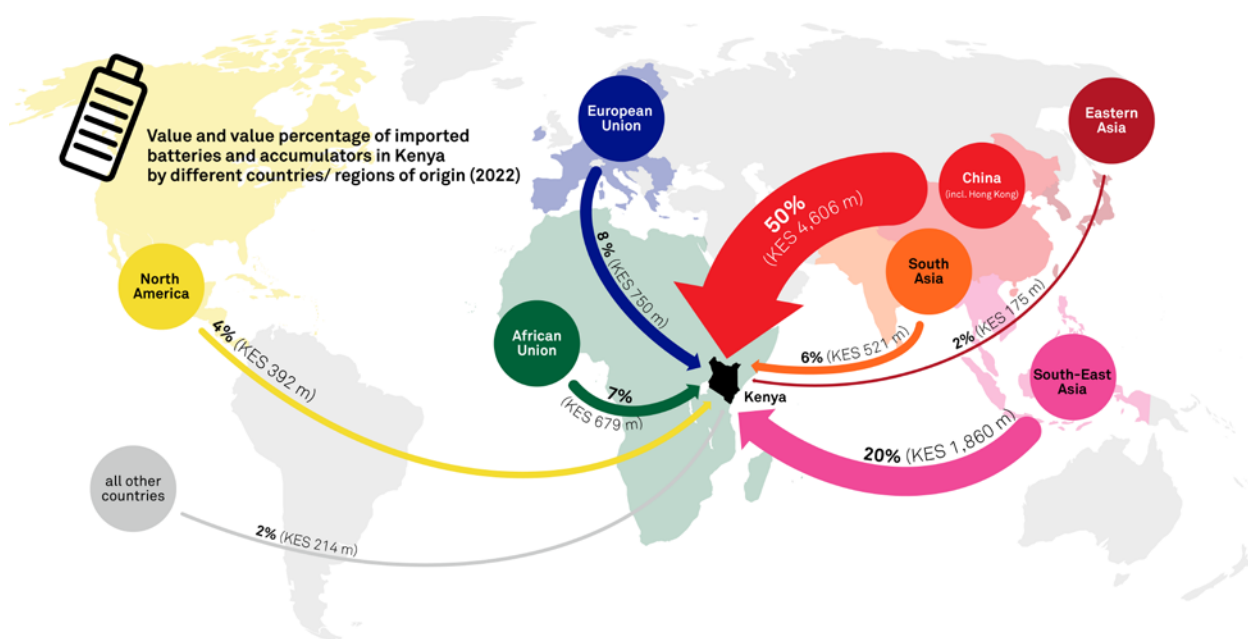 Value and value percentage of imported
batteries and accumulators in Kenya
by different countries/ regions of origin (2022)
European
Union
Eastern
Asia
China
(incl. Hong Kong)
50%
(KES 4,606 m)
8 % (KES 750 m)
South
Asia
North
America
4% (KES 392 m)
African
Union
7%
(KES 679 m)
6% (KES 521 m)
2% (KES 175 m)
South-East
Asia
Kenya
20% (KES 1,860 m)
all other
countries
2% (KES 214 m)